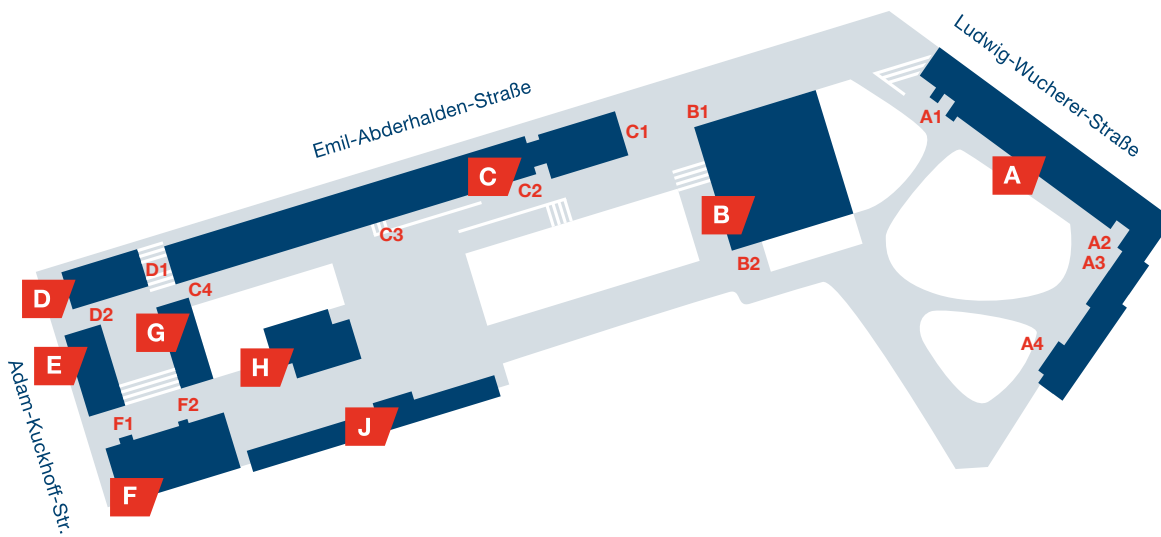 Ludwig-Wucherer-Straße
Emil-Abderhalden-Straße
B1
C1
A1
C
C2
A
B
C3
A2
A3
B2
D1
D
C4
D2
G
E
H
A4
F1
F2
J
F
Adam-Kuckhoff-Str.